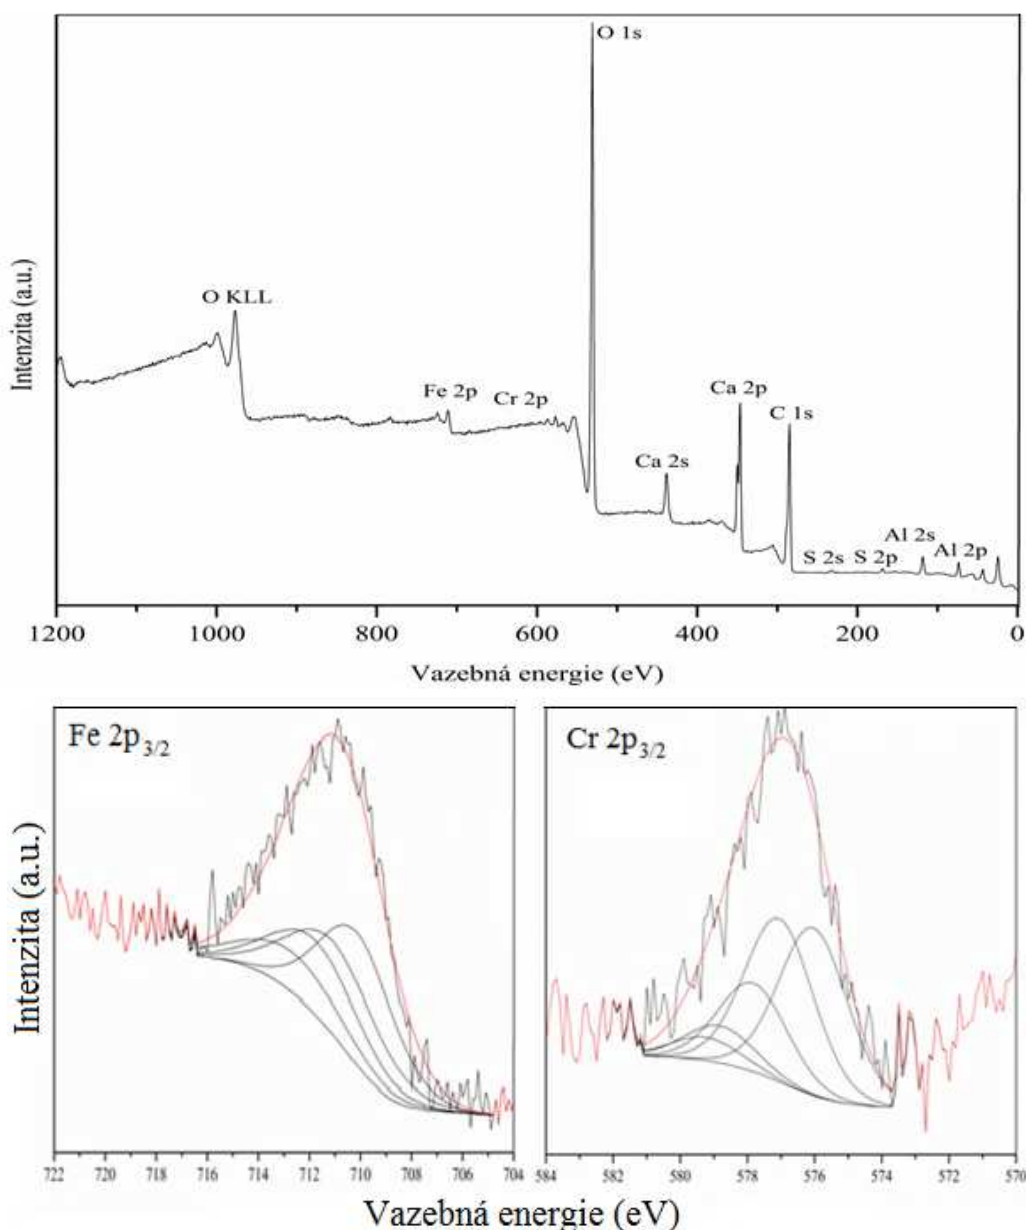 O 1s
O KLL
Fe 2p
Cr 2p
Ca 2s
Ca 2p
C 1s
S 2s
S 2p
Al 2s
Al 2p
Intenzita (a.u.)
1200 1000 800 600 400 200 0
Vazebná energie (eV)
Fe 2p3/2
Cr 2p3/2
Intenzita (a.u.)
722 720 718 716 714 712 710 708 706 704
584 582 580 578 576 574 572 570
Vazebná energie (eV)